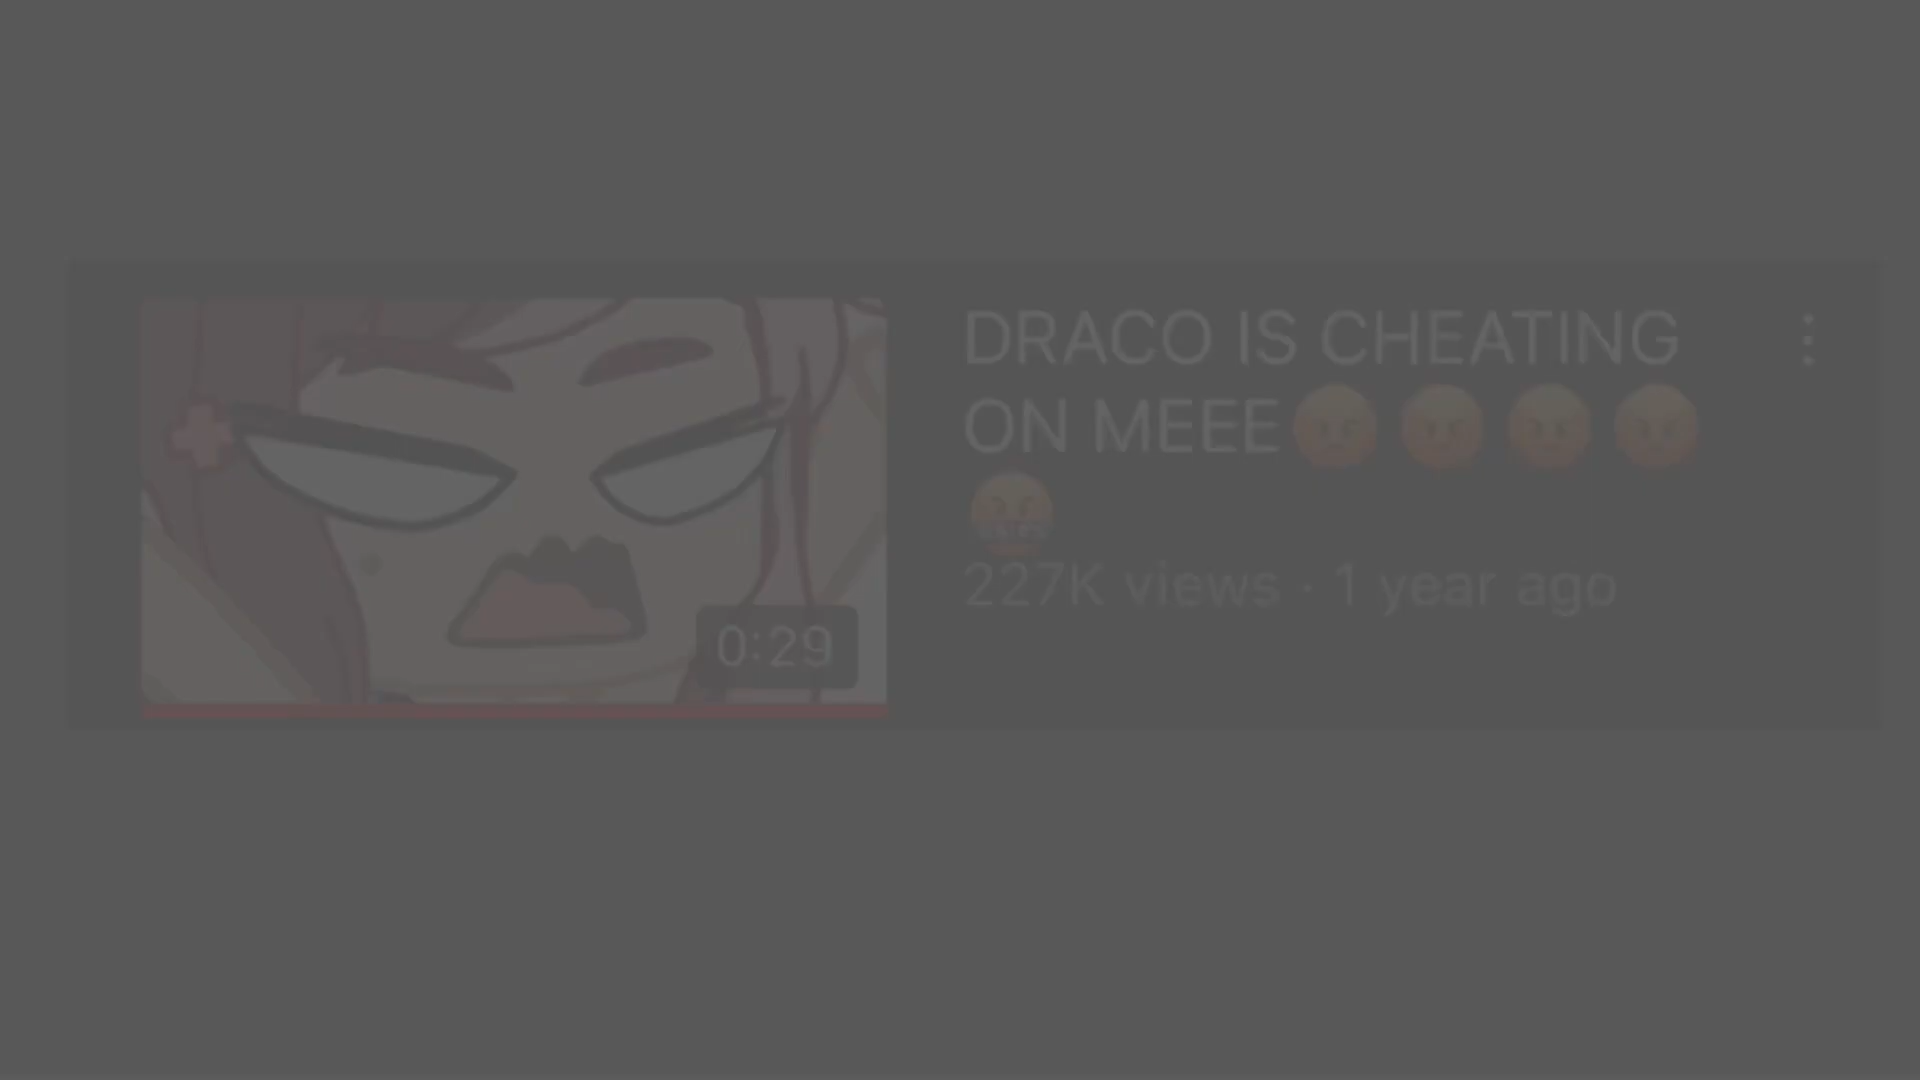 DRACO IS CHEATING
ON MEEE😡😡😡😡
🤬
227K views · 1 year ago
0:29